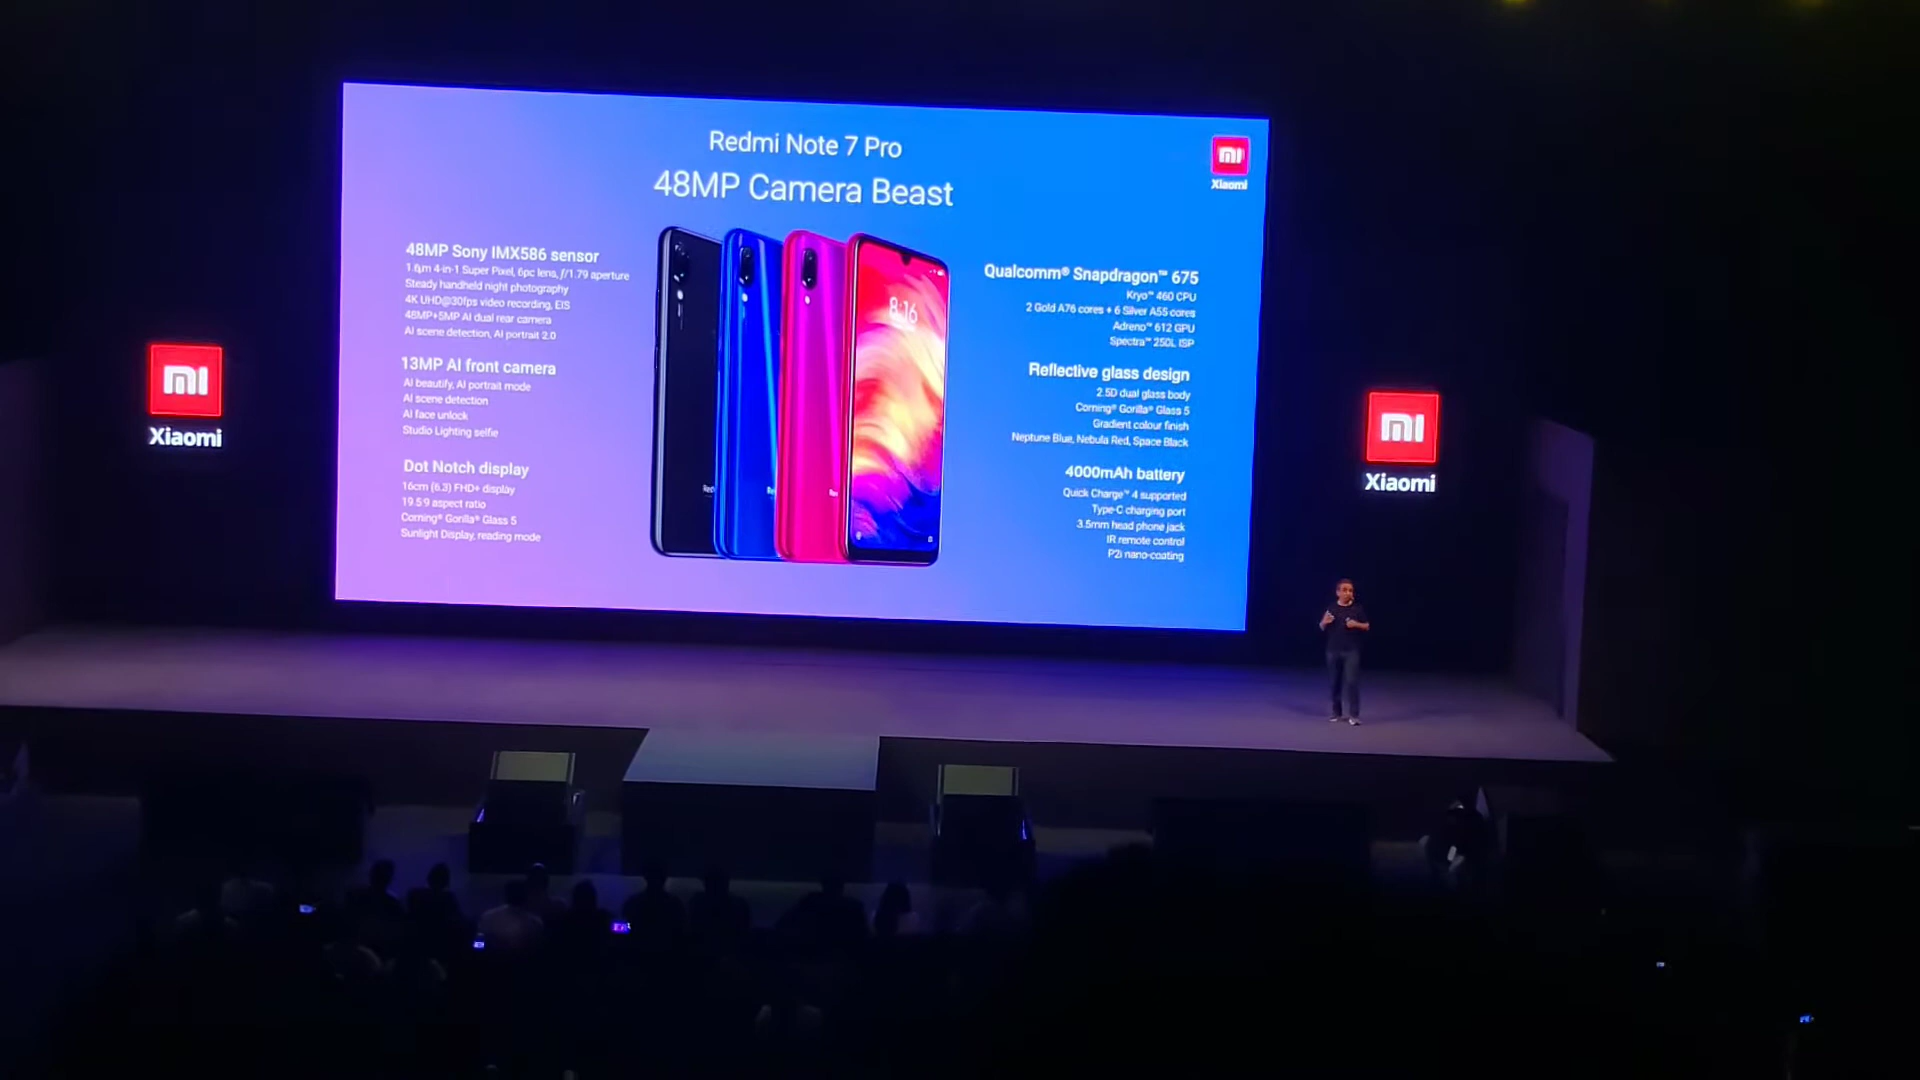 Redmi Note 7 Pro
48MP Camera Beast
mi
Xiaomi
48MP Sony IMX586 sensor
1.6μm 4-in-1 Super Pixel, 6pc lens, ƒ/1.79 aperture
Steady handheld night photography
4K UHD@30fps video recording, EIS
48MP+5MP AI dual rear camera
AI scene detection, AI portrait 2.0
13MP AI front camera
AI beautify, AI portrait mode
AI scene detection
AI face unlock
Studio Lighting selfie
Dot Notch display
16cm (6.3) FHD+ display
19.5:9 aspect ratio
Corning® Gorilla® Glass 5
Sunlight Display, reading mode
8:16
Qualcomm® Snapdragon™ 675
Kryo™ 460 CPU
2 Gold A76 cores + 6 Silver A55 cores
Adreno™ 612 GPU
Spectra™ 250L ISP
Reflective glass design
2.5D dual glass body
Corning® Gorilla® Glass 5
Gradient colour finish
Neptune Blue, Nebula Red, Space Black
4000mAh battery
Quick Charge™ 4 supported
Type-C charging port
3.5mm head phone jack
IR remote control
P2i nano-coating
mi
Xiaomi
mi
Xiaomi